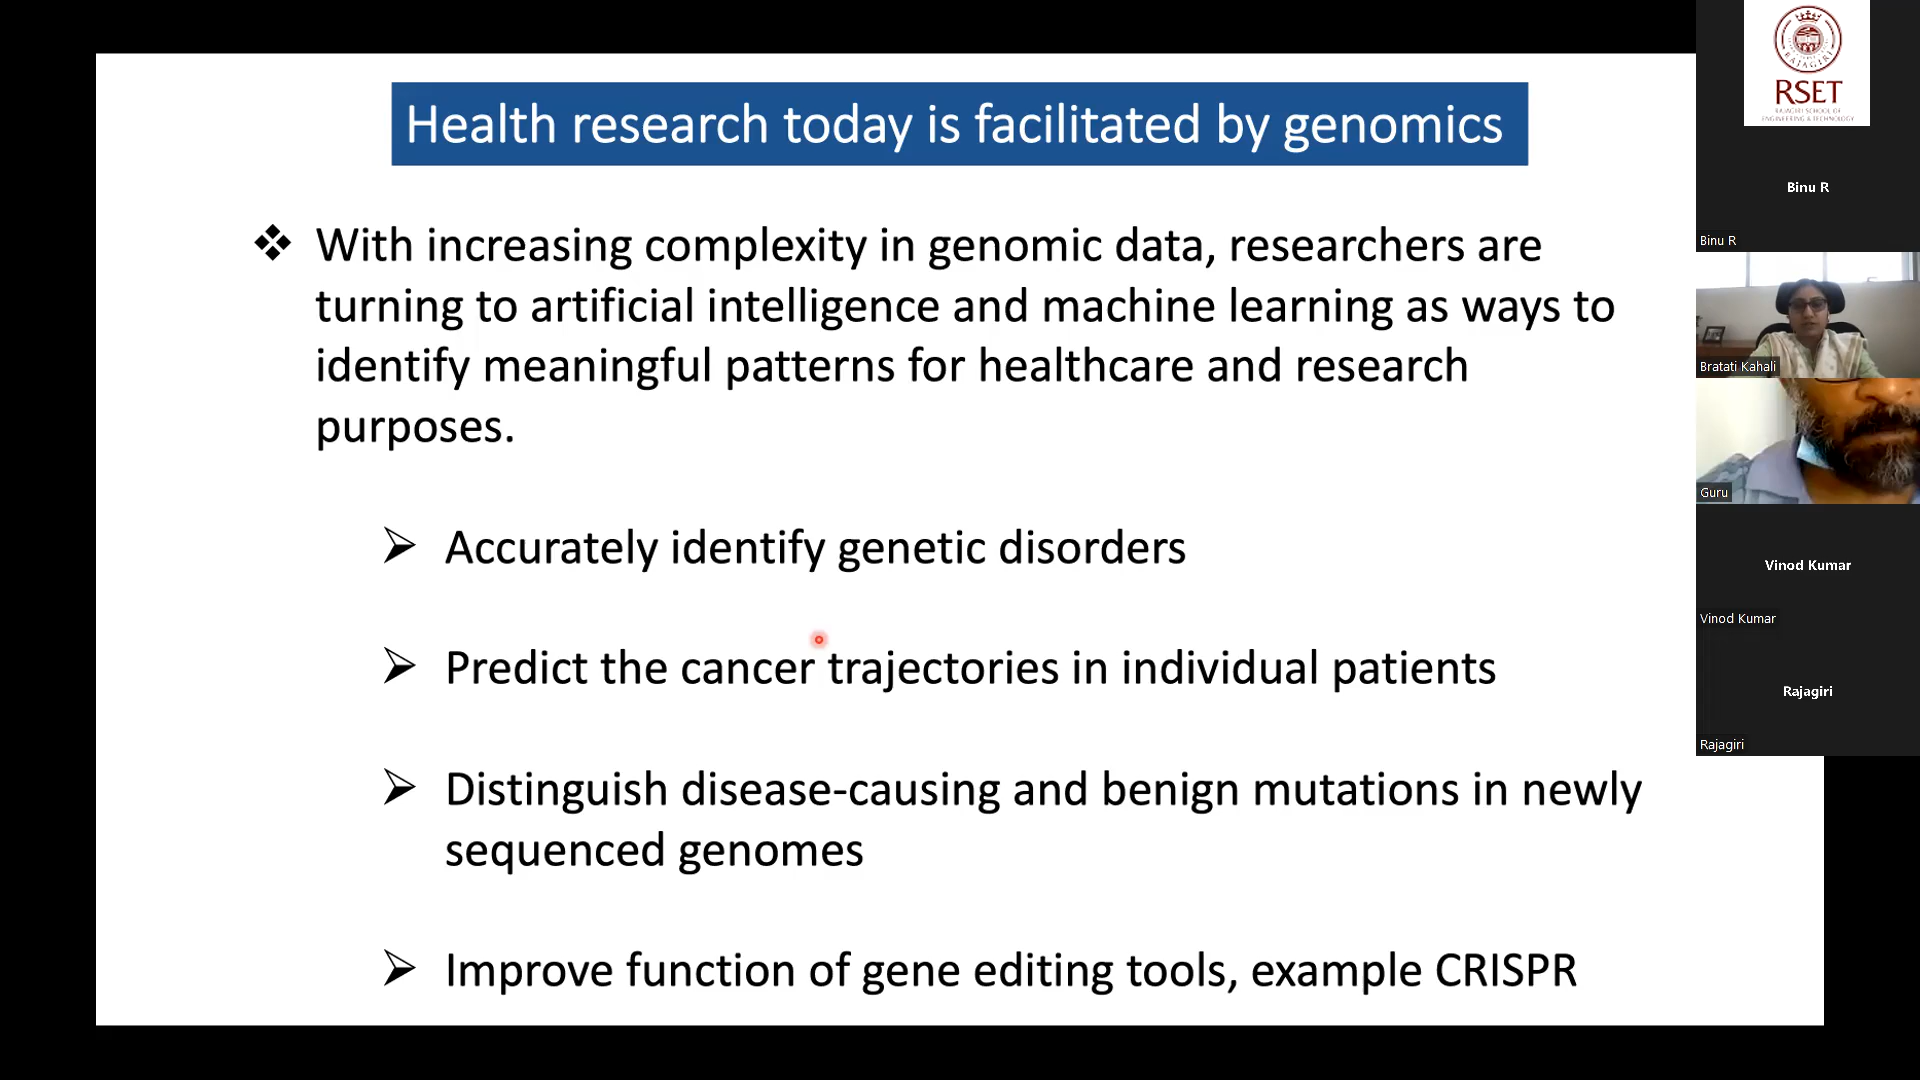 Health research today is facilitated by genomics
❖ With increasing complexity in genomic data, researchers are
turning to artificial intelligence and machine learning as ways to
identify meaningful patterns for healthcare and research
purposes.
➢ Accurately identify genetic disorders
➢ Predict the cancer trajectories in individual patients
➢ Distinguish disease-causing and benign mutations in newly
sequenced genomes
➢ Improve function of gene editing tools, example CRISPR
RAJAGIRI
RSET
RAJAGIRI SCHOOL OF
ENGINEERING & TECHNOLOGY
Binu R
Binu R
Bratati Kahali
Guru
Vinod Kumar
Vinod Kumar
Rajagiri
Rajagiri